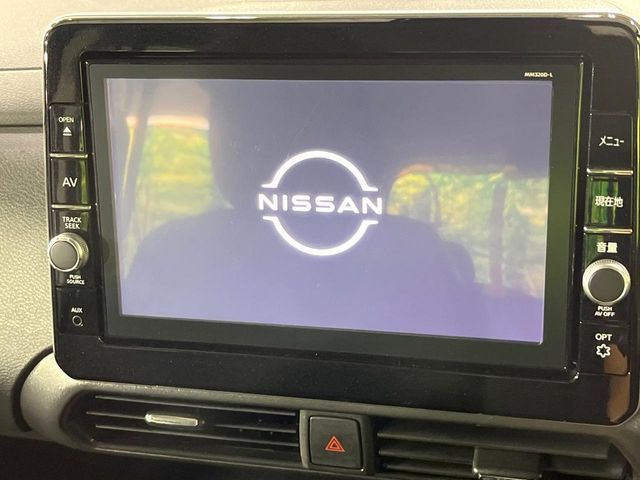 MM320D-L
OPEN
AV
TRACK
SEEK
PUSH
SOURCE
AUX
NISSAN
メニュー
現在地
音量
PUSH
AV OFF
OPT